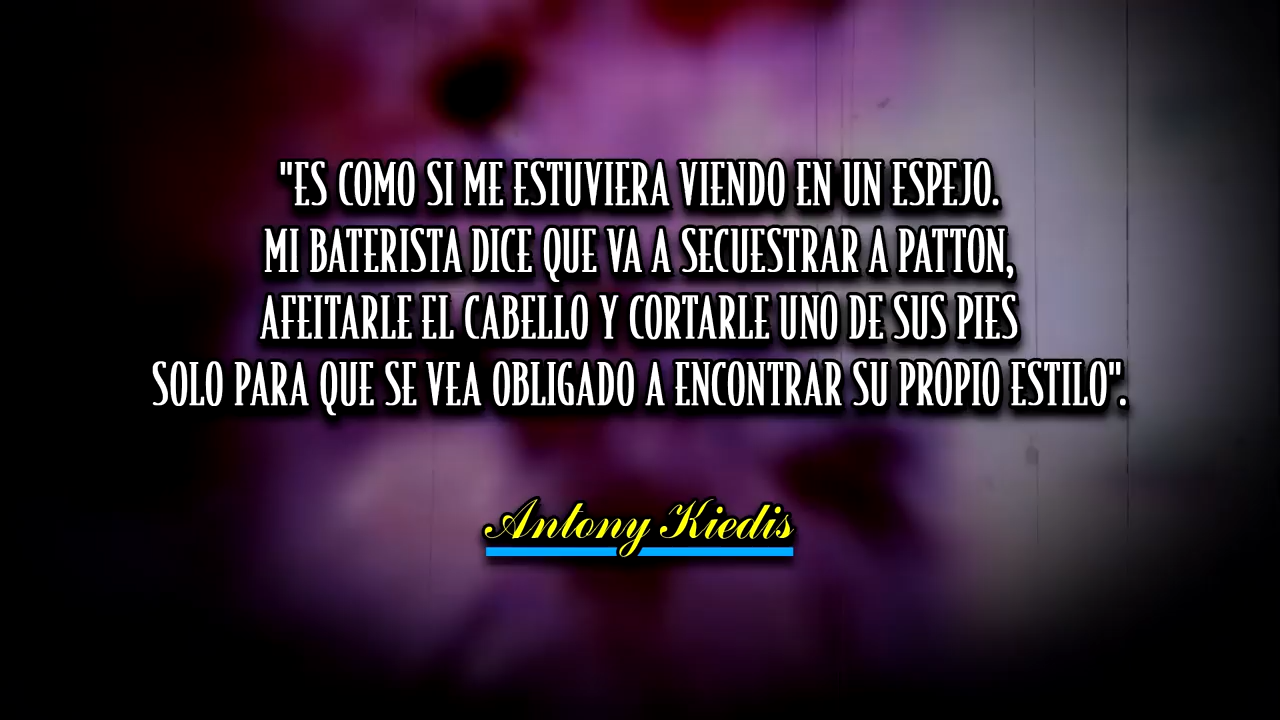 "ES COMO SI ME ESTUVIERA VIENDO EN UN ESPEJO.
MI BATERISTA DICE QUE VA A SECUESTRAR A PATTON,
AFEITARLE EL CABELLO Y CORTARLE UNO DE SUS PIES
SOLO PARA QUE SE VEA OBLIGADO A ENCONTRAR SU PROPIO ESTILO".
Antony Kiedis